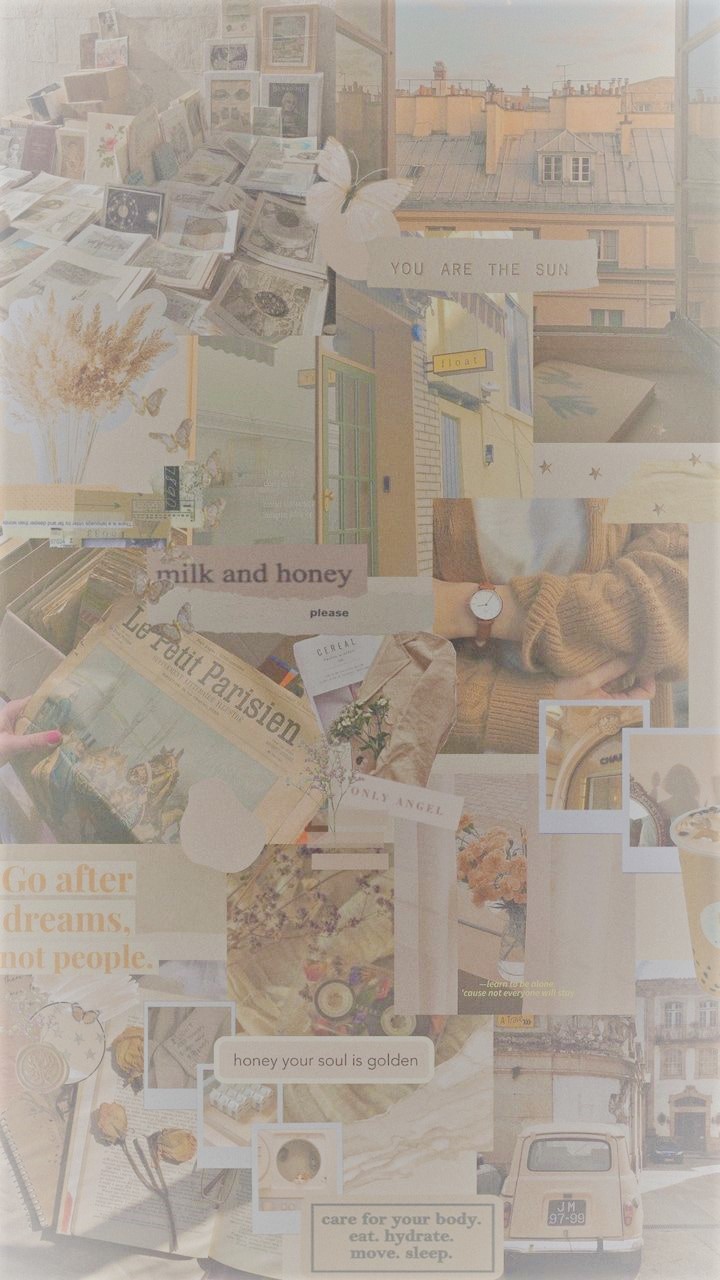 YOU ARE THE SUN
float
milk and honey
please
CEREAL
Le Petit Parisien
ONLY ANGEL
Go after
dreams,
not people.
—learn to be alone
'cause not everyone will stay
honey your soul is golden
JM
97-99
care for your body.
eat. hydrate.
move. sleep.